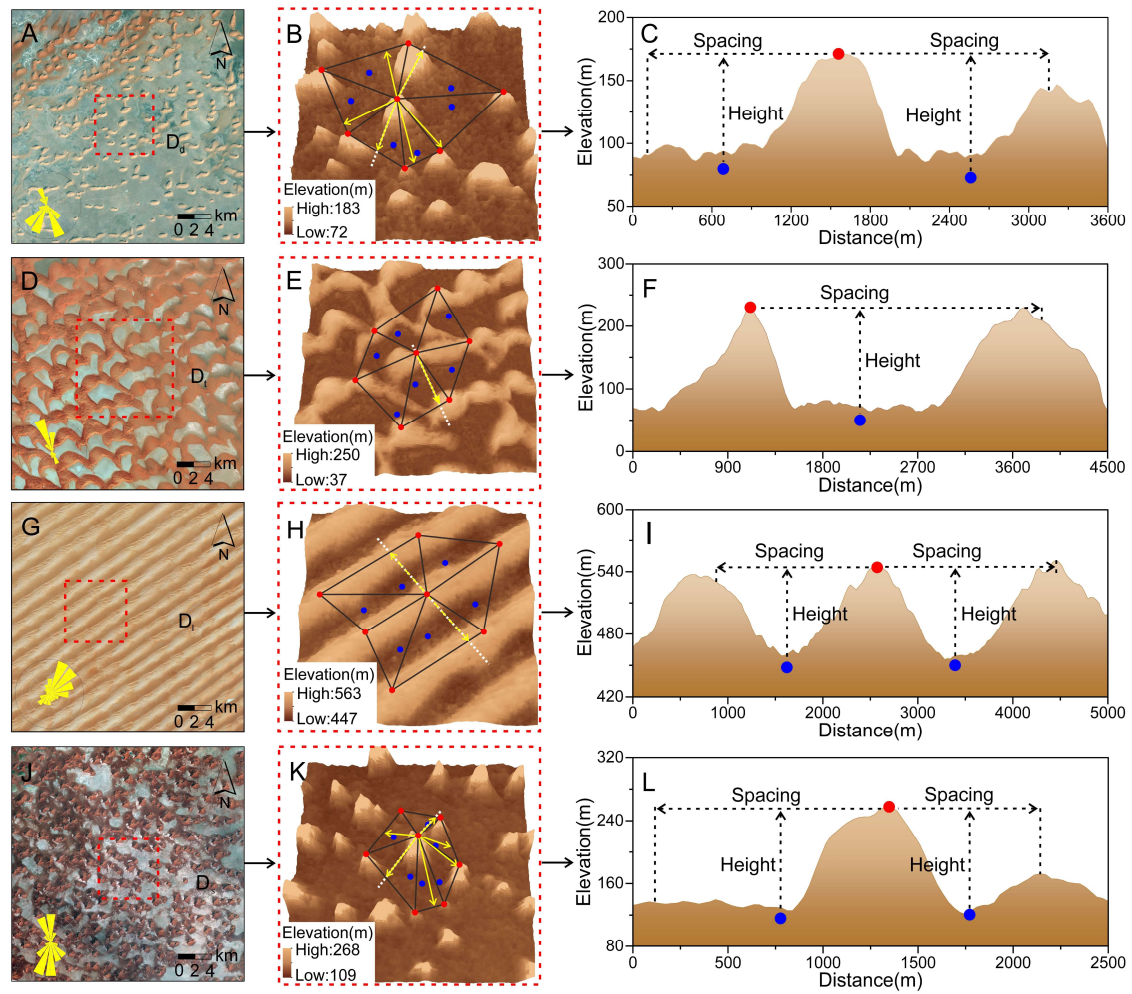 A
N
D_d
km
0 2 4
B
Elevation(m)
High:183
Low:72
C
200
150
100
50
Elevation(m)
Spacing
Spacing
Height
Height
0 600 1200 1800 2400 3000 3600
Distance(m)
D
N
D_t
km
0 2 4
E
Elevation(m)
High:250
Low:37
F
300
200
100
0
Elevation(m)
Spacing
Height
0 900 1800 2700 3600 4500
Distance(m)
G
N
km
0 2 4
H
Elevation(m)
High:563
Low:447
I
600
540
480
420
Elevation(m)
Spacing
Spacing
Height
Height
0 1000 2000 3000 4000 5000
Distance(m)
J
N
D
km
0 2 4
K
Elevation(m)
High:268
Low:109
L
320
240
160
80
Elevation(m)
Spacing
Spacing
Height
Height
0 500 1000 1500 2000 2500
Distance(m)